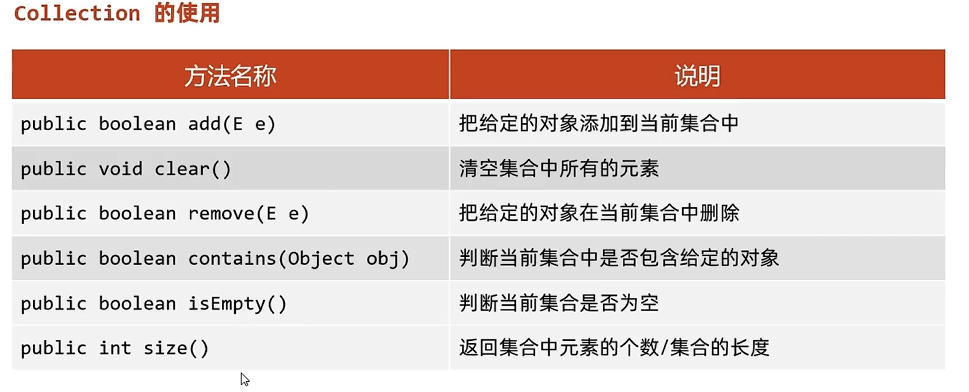 Collection 的使用
方法名称 说明
public boolean add(E e) 把给定的对象添加到当前集合中
public void clear() 清空集合中所有的元素
public boolean remove(E e) 把给定的对象在当前集合中删除
public boolean contains(Object obj) 判断当前集合中是否包含给定的对象
public boolean isEmpty() 判断当前集合是否为空
public int size() 返回集合中元素的个数/集合的长度